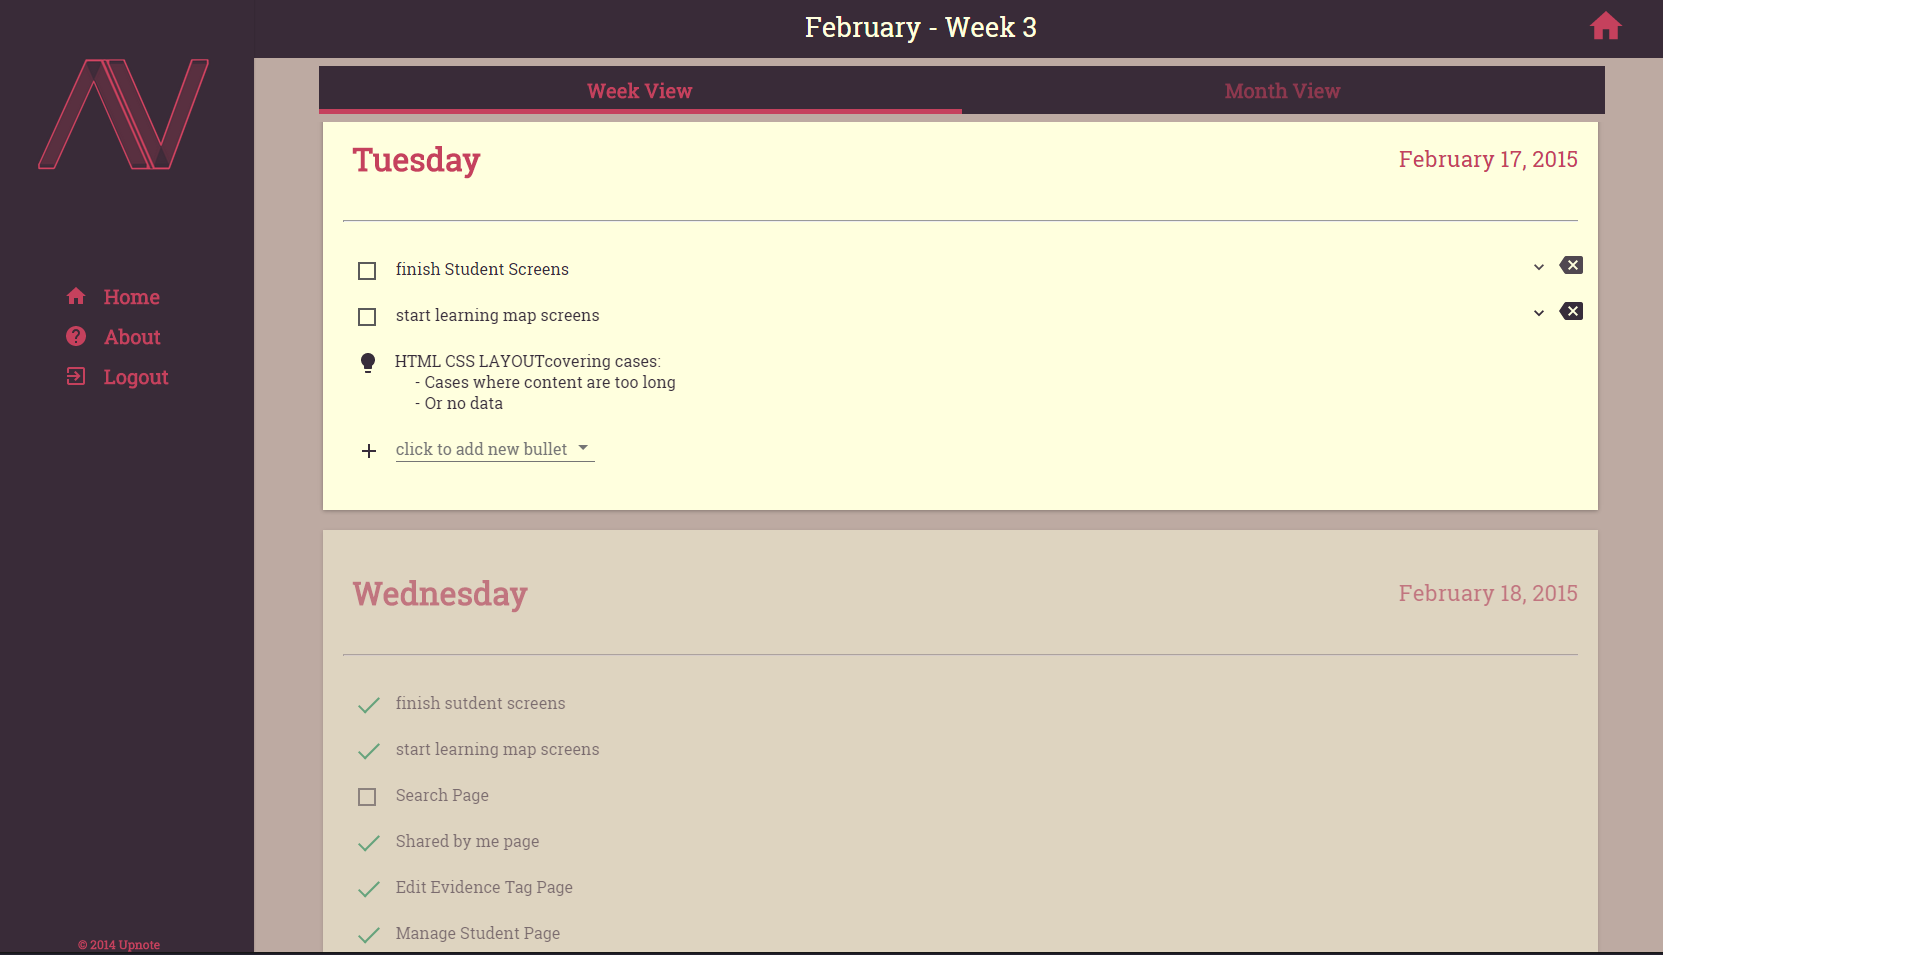 February - Week 3
Week View
Month View
Home
About
Logout
© 2014 Upnote
Tuesday
February 17, 2015
finish Student Screens
start learning map screens
HTML CSS LAYOUTcovering cases:
- Cases where content are too long
- Or no data
click to add new bullet
Wednesday
February 18, 2015
finish sutdent screens
start learning map screens
Search Page
Shared by me page
Edit Evidence Tag Page
Manage Student Page